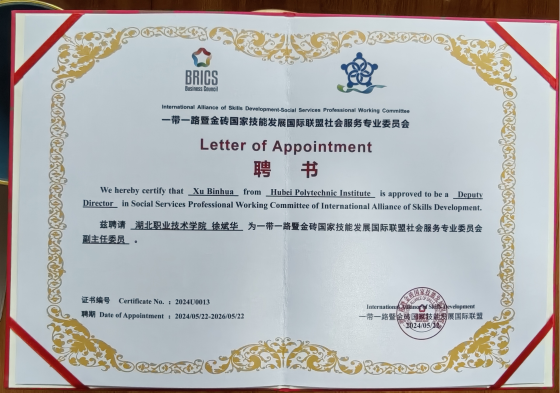 BRICS
Business Council
International Alliance of Skills Development-Social Services Professional Working Committee
一带一路暨金砖国家技能发展国际联盟社会服务专业委员会
Letter of Appointment
聘 书
We hereby certify that Xu Binhua from Hubei Polytechnic Institute is approved to be a Deputy
Director in Social Services Professional Working Committee of International Alliance of Skills Development.
兹聘请 湖北职业技术学院 徐斌华 为一带一路暨金砖国家技能发展国际联盟社会服务专业委员会
副主任委员 。
证书编号 Certificate No. : 2024U0013
聘期 Date of Appointment : 2024/05/22-2026/05/22
International Alliance of Skills Development
一带一路暨金砖国家技能发展国际联盟
2024/05/22